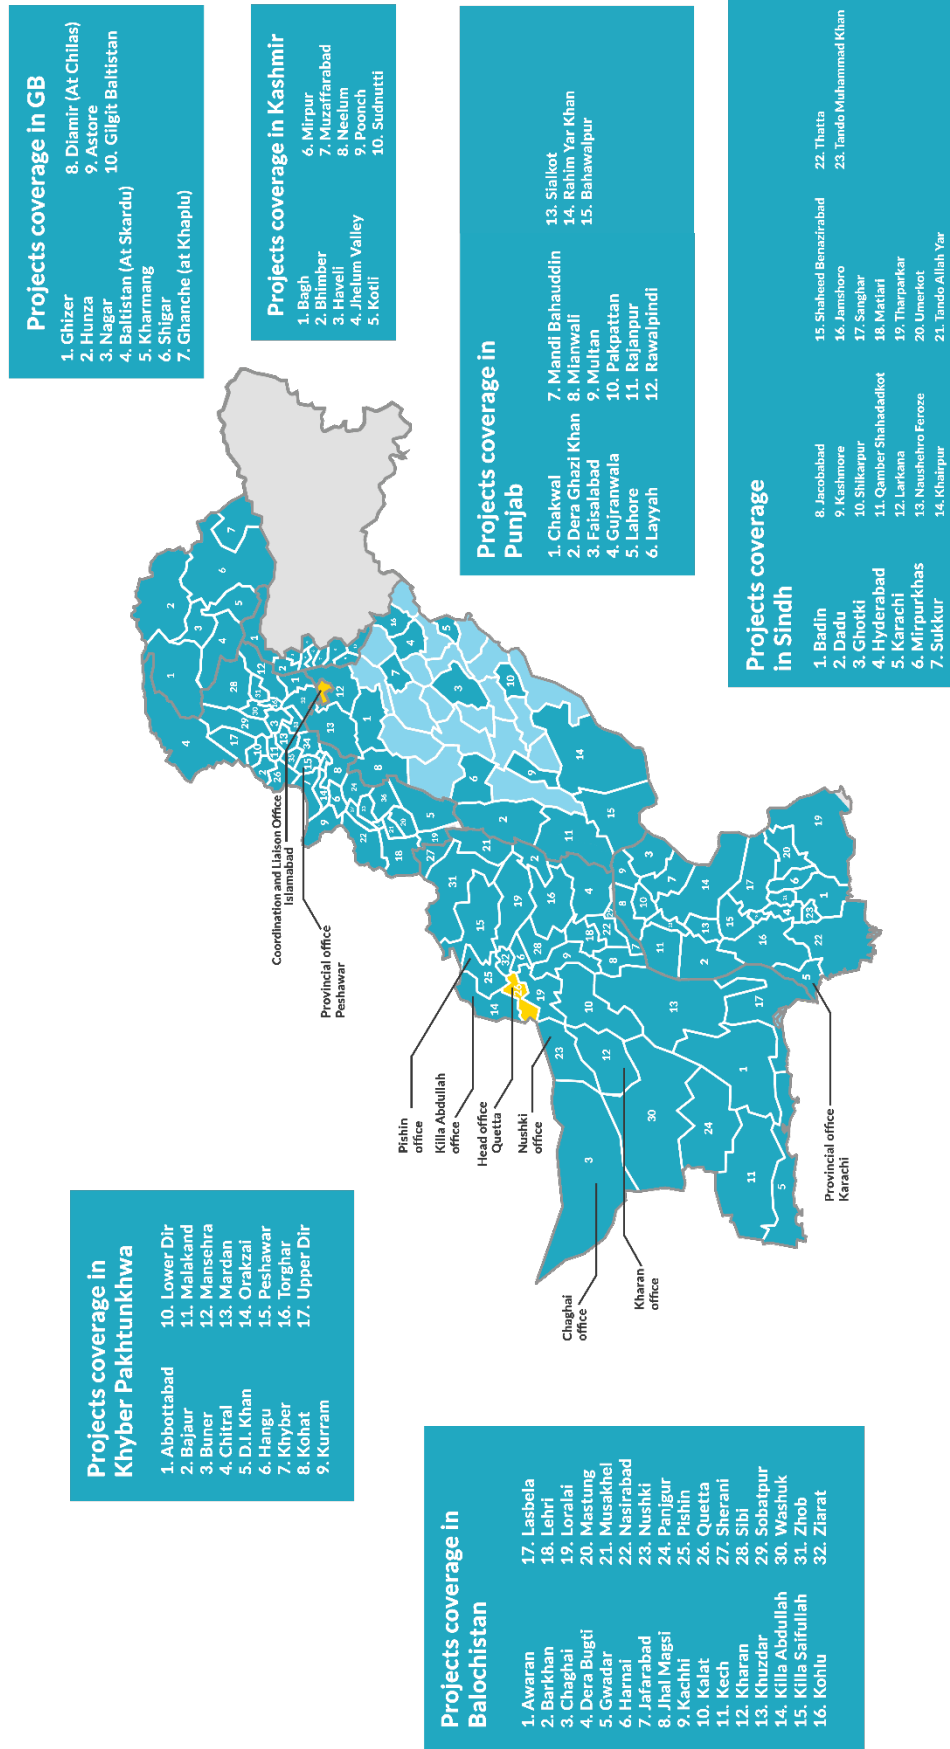 Projects coverage in GB
1. Ghizer
2. Hunza
3. Nagar
4. Baltistan (At Skardu)
5. Kharmang
6. Shigar
7. Ghanche (at Khaplu)
8. Diamir (At Chilas)
9. Astore
10. Gilgit Baltistan
Projects coverage in Kashmir
1. Bagh
2. Bhimber
3. Haveli
4. Jhelum Valley
5. Kotli
6. Mirpur
7. Muzaffarabad
8. Neelum
9. Poonch
10. Sudnutti
Projects coverage in
Punjab
1. Chakwal
2. Dera Ghazi Khan
3. Faisalabad
4. Gujranwala
5. Lahore
6. Layyah
7. Mandi Bahauddin
8. Mianwali
9. Multan
10. Pakpattan
11. Rajanpur
12. Rawalpindi
13. Sialkot
14. Rahim Yar Khan
15. Bahawalpur
Projects coverage
in Sindh
1. Badin
2. Dadu
3. Ghotki
4. Hyderabad
5. Karachi
6. Mirpurkhas
7. Sukkur
8. Jacobabad
9. Kashmore
10. Shikarpur
11. Qamber Shahadadkot
12. Larkana
13. Naushehro Feroze
14. Khairpur
15. Shaheed Benazirabad
16. Jamshoro
17. Sanghar
18. Matiari
19. Tharparkar
20. Umerkot
21. Tando Allah Yar
22. Thatta
23. Tando Muhammad Khan
Projects coverage in
Khyber Pakhtunkhwa
1. Abbottabad
2. Bajaur
3. Buner
4. Chitral
5. D.I. Khan
6. Hangu
7. Khyber
8. Kohat
9. Kurram
10. Lower Dir
11. Malakand
12. Mansehra
13. Mardan
14. Orakzai
15. Peshawar
16. Torghar
17. Upper Dir
Projects coverage in
Balochistan
1. Awaran
2. Barkhan
3. Chaghai
4. Dera Bugti
5. Gwadar
6. Harnai
7. Jafarabad
8. Jhal Magsi
9. Kachhi
10. Kalat
11. Kech
12. Kharan
13. Khuzdar
14. Killa Abdullah
15. Killa Saifullah
16. Kohlu
17. Lasbela
18. Lehri
19. Loralai
20. Mastung
21. Musakhel
22. Nasirabad
23. Nushki
24. Panjgur
25. Pishin
26. Quetta
27. Sherani
28. Sibi
29. Sobatpur
30. Washuk
31. Zhob
32. Ziarat
Coordination and Liaison Office
Islamabad
Provincial office
Peshawar
Pishin
office
Killa Abdullah
office
Head office
Quetta
Nushki
office
Chaghai
office
Kharan
office
Provincial office
Karachi